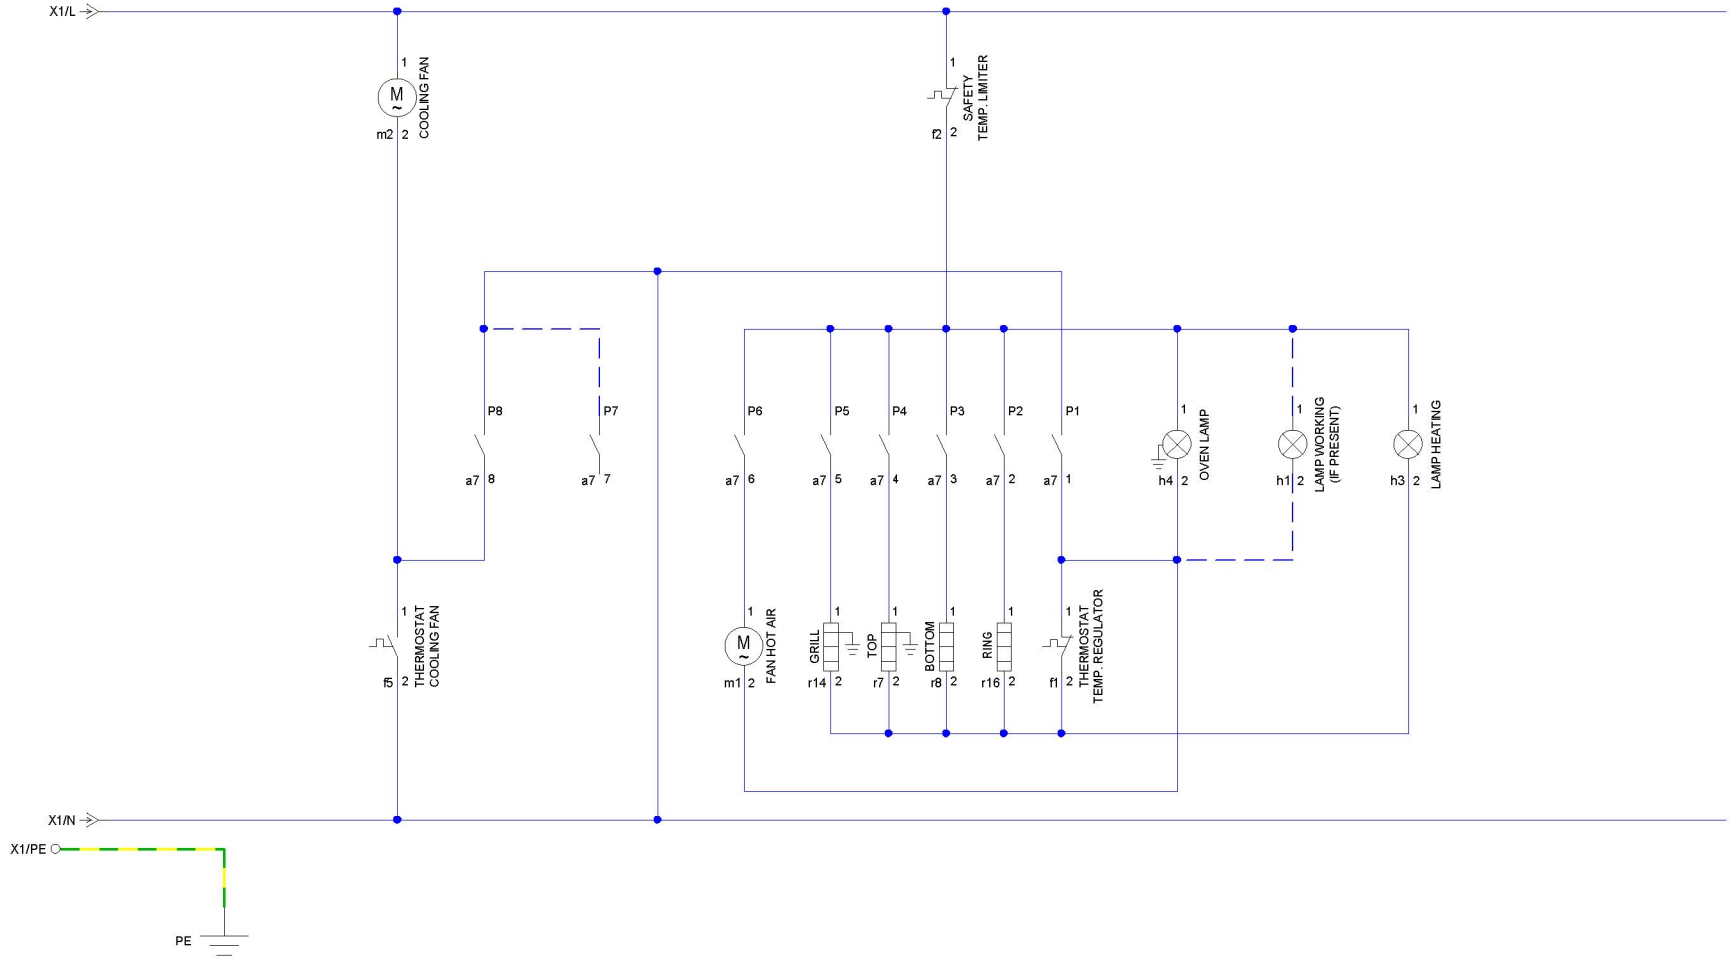 X1/L
1
M
~
m2 2
COOLING FAN
1
f2 2
SAFETY
TEMP. LIMITER
P8
a7 8
P7
a7 7
P6
a7 6
P5
a7 5
P4
a7 4
P3
a7 3
P2
a7 2
P1
a7 1
1
h4 2
OVEN LAMP
1
h1 2
LAMP WORKING
(IF PRESENT)
1
h3 2
LAMP HEATING
1
f5 2
THERMOSTAT
COOLING FAN
1
M
~
m1 2
FAN HOT AIR
1
GRILL
r14 2
1
TOP
r7 2
1
BOTTOM
r8 2
1
RING
r16 2
1
f1 2
THERMOSTAT
TEMP. REGULATOR
X1/N
X1/PE
PE